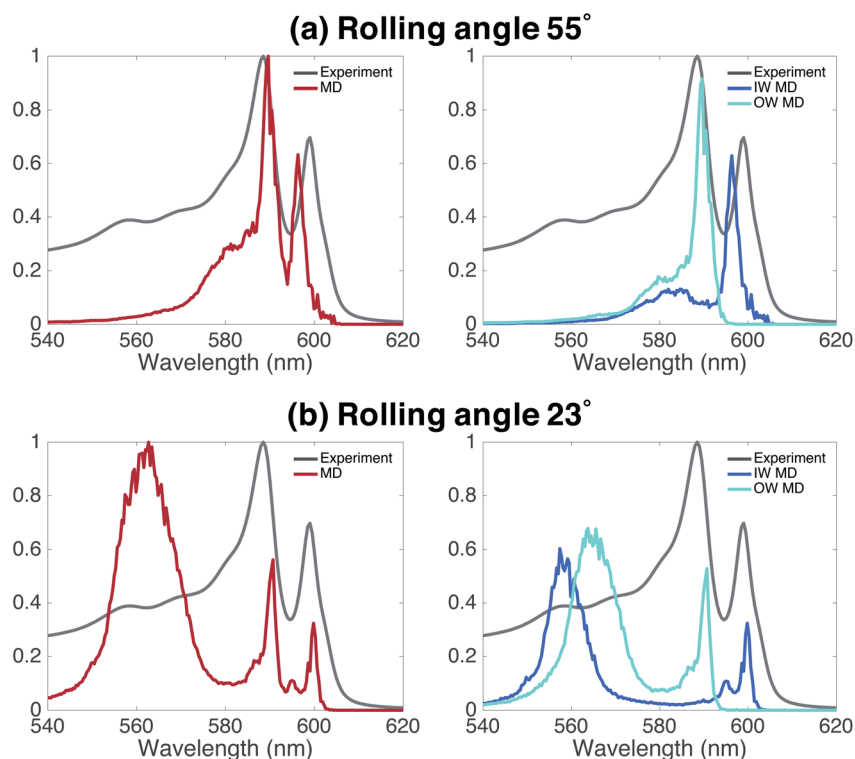 (a) Rolling angle 55°
1
0.8
0.6
0.4
0.2
0
540
560
580
600
620
Wavelength (nm)
Experiment
MD
1
0.8
0.6
0.4
0.2
0
540
560
580
600
620
Wavelength (nm)
Experiment
IW MD
OW MD
(b) Rolling angle 23°
1
0.8
0.6
0.4
0.2
0
540
560
580
600
620
Wavelength (nm)
Experiment
MD
1
0.8
0.6
0.4
0.2
0
540
560
580
600
620
Wavelength (nm)
Experiment
IW MD
OW MD